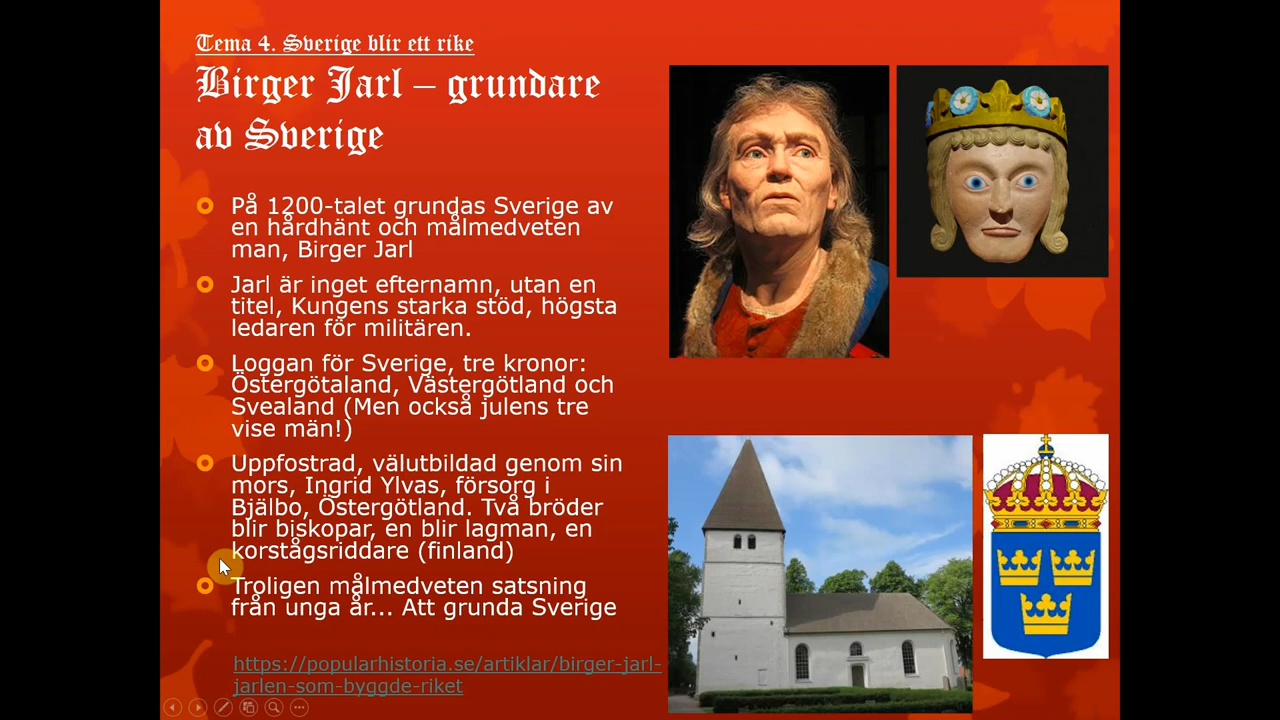 Tema 4. Sverige blir ett rike
Birger Jarl – grundare
av Sverige
På 1200-talet grundas Sverige av
en hårdhänt och målmedveten
man, Birger Jarl
Jarl är inget efternamn, utan en
titel, Kungens starka stöd, högsta
ledaren för militären.
Loggan för Sverige, tre kronor:
Östergötaland, Västergötland och
Svealand (Men också julens tre
vise män!)
Uppfostrad, välutbildad genom sin
mors, Ingrid Ylvas, försorg i
Bjälbo, Östergötland. Två bröder
blir biskopar, en blir lagman, en
korstågsriddare (finland)
Troligen målmedveten satsning
från unga år... Att grunda Sverige
https://popularhistoria.se/artiklar/birger-jarl-
jarlen-som-byggde-riket